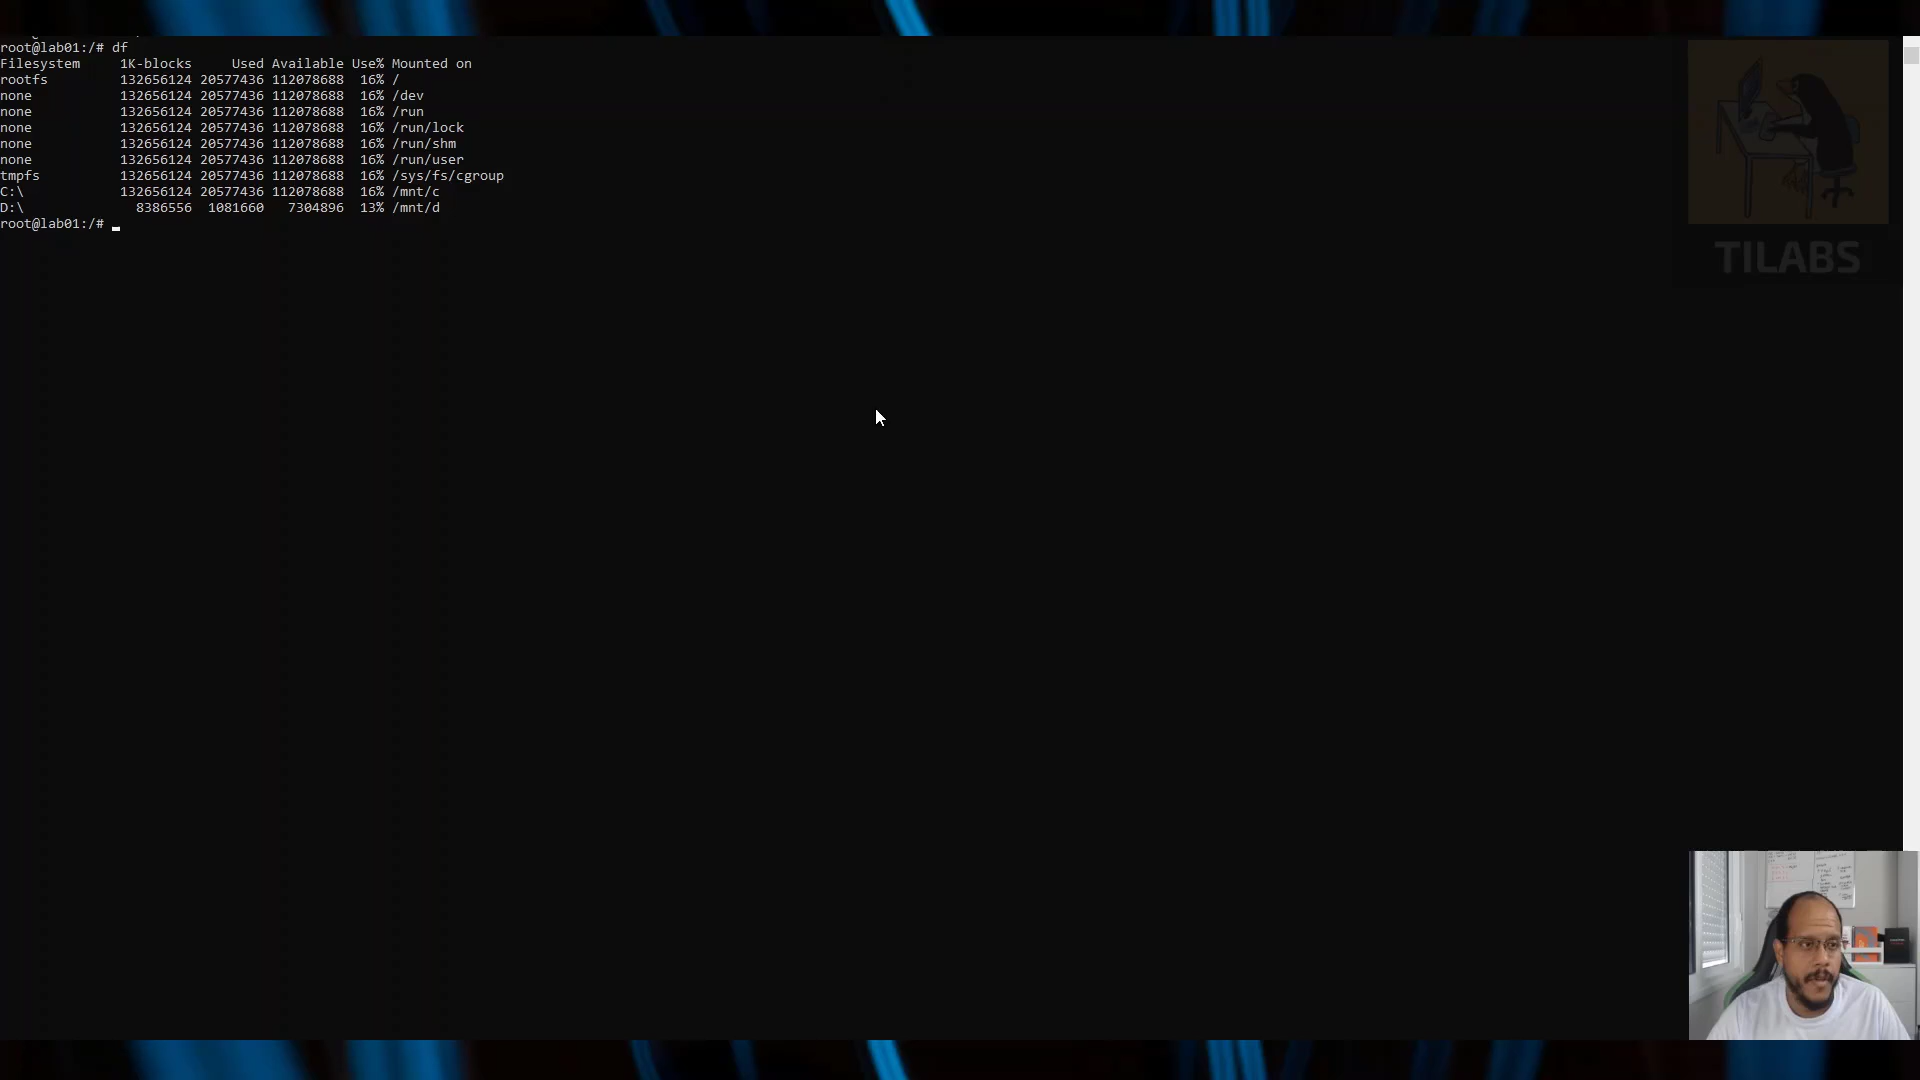 root@lab01:/# df
Filesystem     1K-blocks     Used Available Use% Mounted on
rootfs         132656124 20577436 112078688  16% /
none           132656124 20577436 112078688  16% /dev
none           132656124 20577436 112078688  16% /run
none           132656124 20577436 112078688  16% /run/lock
none           132656124 20577436 112078688  16% /run/shm
none           132656124 20577436 112078688  16% /run/user
tmpfs          132656124 20577436 112078688  16% /sys/fs/cgroup
C:\            132656124 20577436 112078688  16% /mnt/c
D:\              8386556  1081660   7304896  13% /mnt/d
root@lab01:/#
TILABS